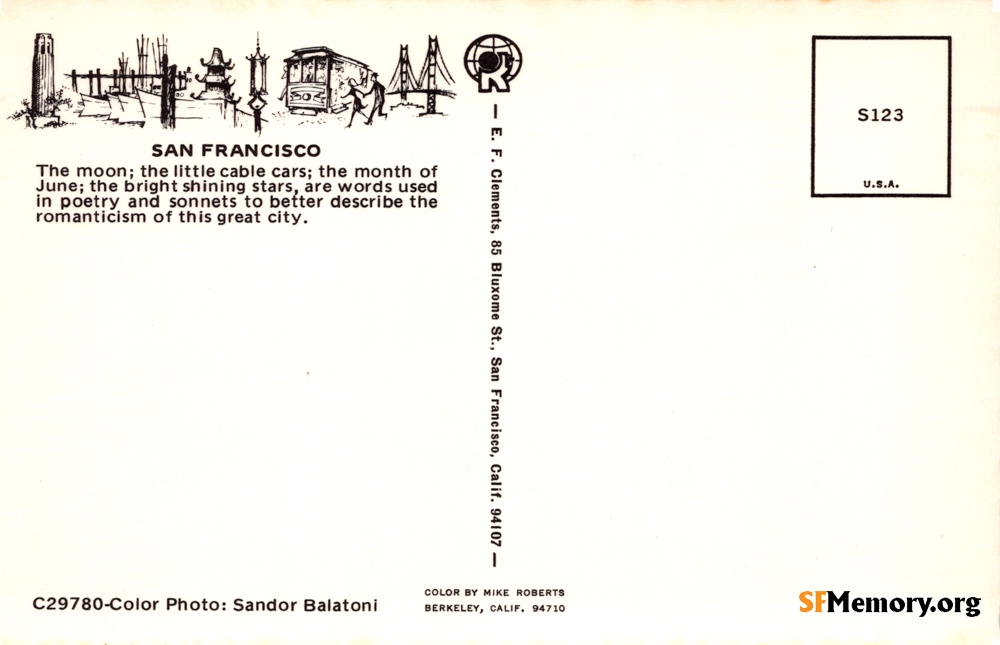 SAN FRANCISCO
The moon; the little cable cars; the month of
June; the bright shining stars, are words used
in poetry and sonnets to better describe the
romanticism of this great city.
R
— E. F. Clements, 85 Bluxome St., San Francisco, Calif. 94107 —
S123
U.S.A.
C29780-Color Photo: Sandor Balatoni
COLOR BY MIKE ROBERTS
BERKELEY, CALIF. 94710
SFMemory.org